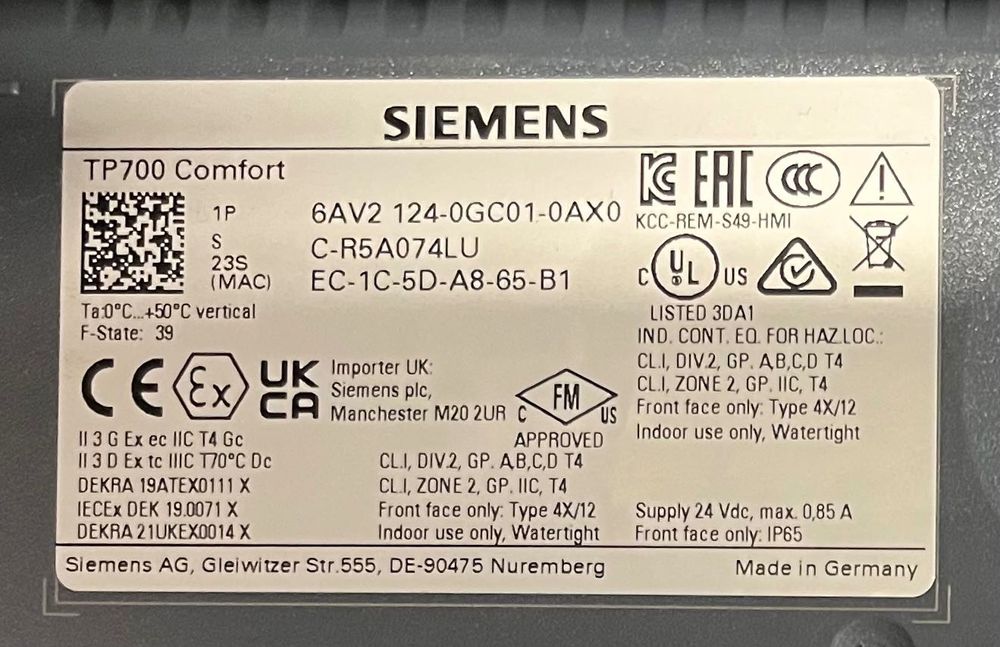 SIEMENS
TP700 Comfort
1P 6AV2 124-0GC01-0AX0
S C-R5A074LU
23S (MAC) EC-1C-5D-A8-65-B1
Ta:0°C...+50°C vertical
F-State: 39
CE Ex UK CA
Importer UK:
Siemens plc,
Manchester M20 2UR
II 3 G Ex ec IIC T4 Gc
II 3 D Ex tc IIIC T70°C Dc
DEKRA 19ATEX0111 X
IECEx DEK 19.0071 X
DEKRA 21UKEX0014 X
C FM US
APPROVED
CL.I, DIV.2, GP. A,B,C,D T4
CL.I, ZONE 2, GP. IIC, T4
Front face only: Type 4X/12
Indoor use only, Watertight
KC EAC CCC
KCC-REM-S49-HMI
C UL US
LISTED 3DA1
IND. CONT. EQ. FOR HAZ.LOC.:
CL.I, DIV.2, GP. A,B,C,D T4
CL.I, ZONE 2, GP. IIC, T4
Front face only: Type 4X/12
Indoor use only, Watertight
Supply 24 Vdc, max. 0,85 A
Front face only: IP65
Siemens AG, Gleiwitzer Str.555, DE-90475 Nuremberg
Made in Germany